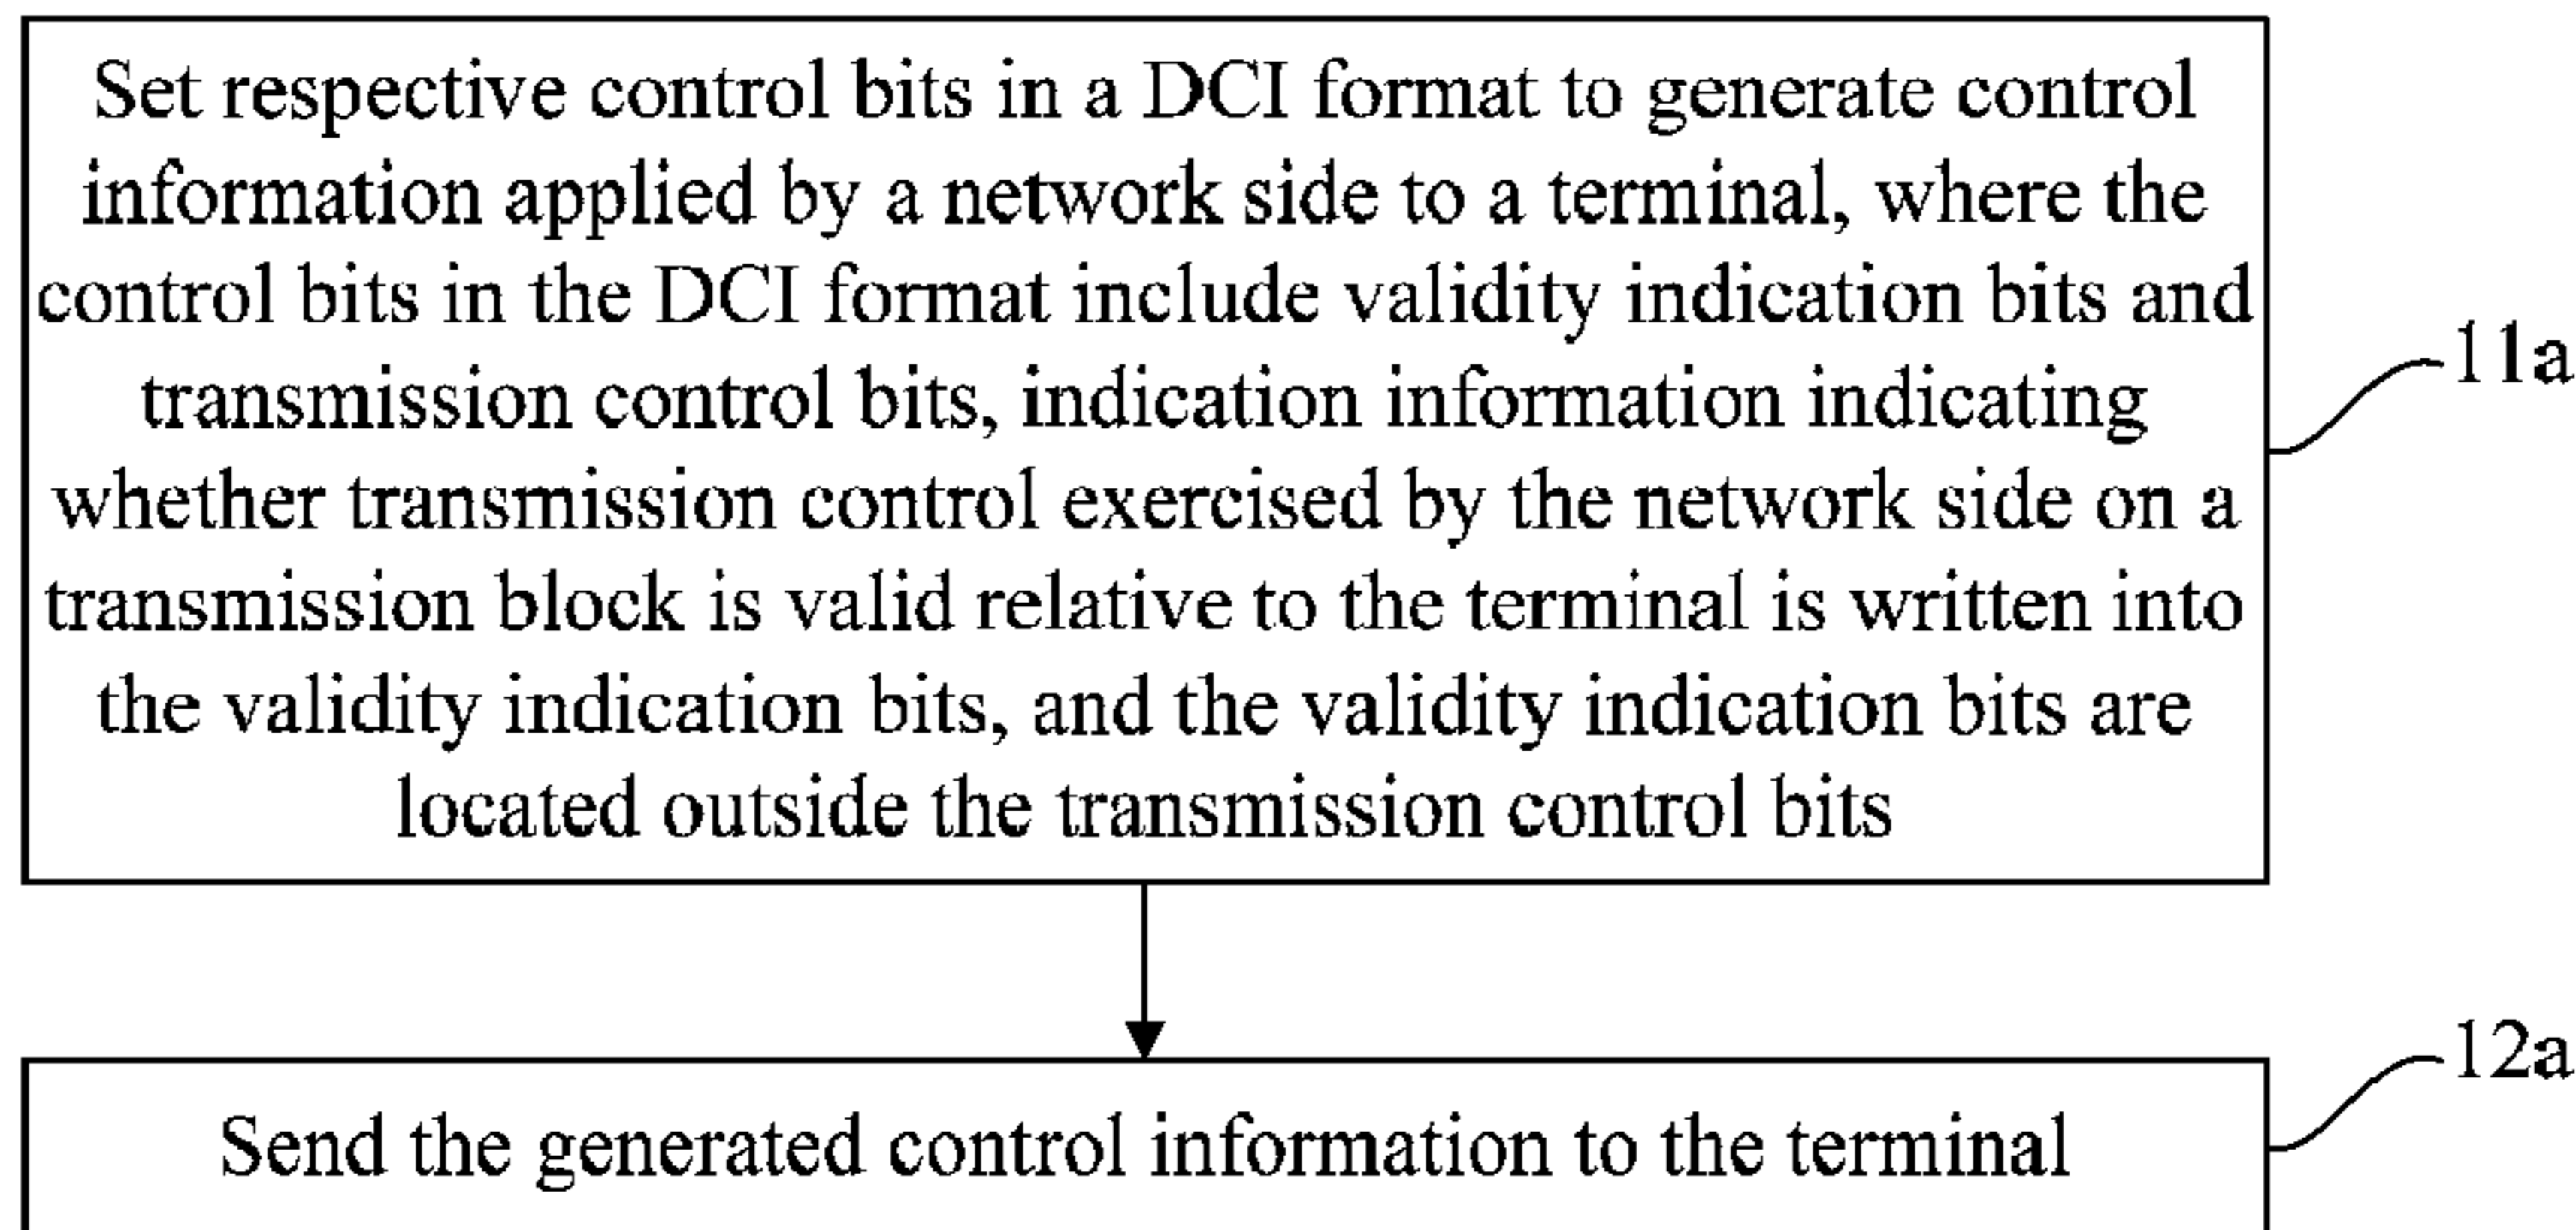 Set respective control bits in a DCI format to generate control
information applied by a network side to a terminal, where the
control bits in the DCI format include validity indication bits and
transmission control bits, indication information indicating
whether transmission control exercised by the network side on a
transmission block is valid relative to the terminal is written into
the validity indication bits, and the validity indication bits are
located outside the transmission control bits
11a
12a
Send the generated control information to the terminal